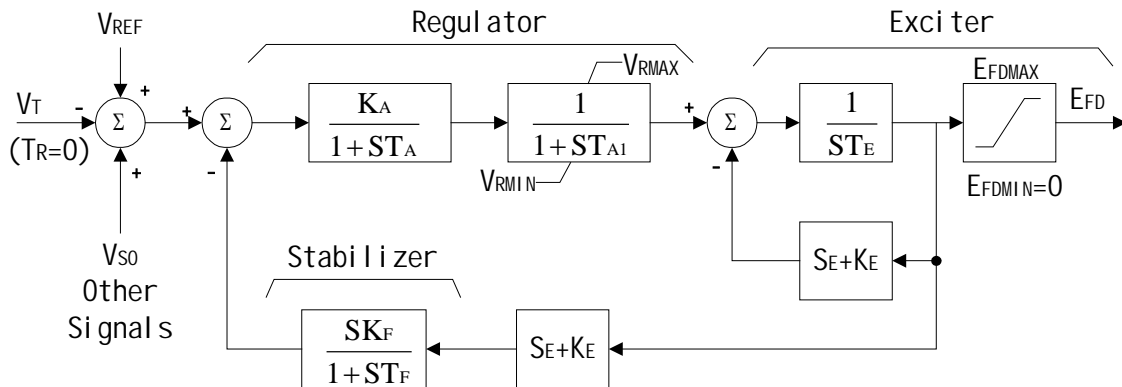 Regulator
Exciter
VREF
VRMAX
EFDMAX
VT
-
+
+
Σ
Σ
KA
1+STA
1
1+STA1
+
Σ
1
STE
EFD
(TR=0)
-
+
-
VRMIN
EFDMIN=0
VSO
Other
Signals
Stabilizer
SE+KE
SKF
1+STF
SE+KE